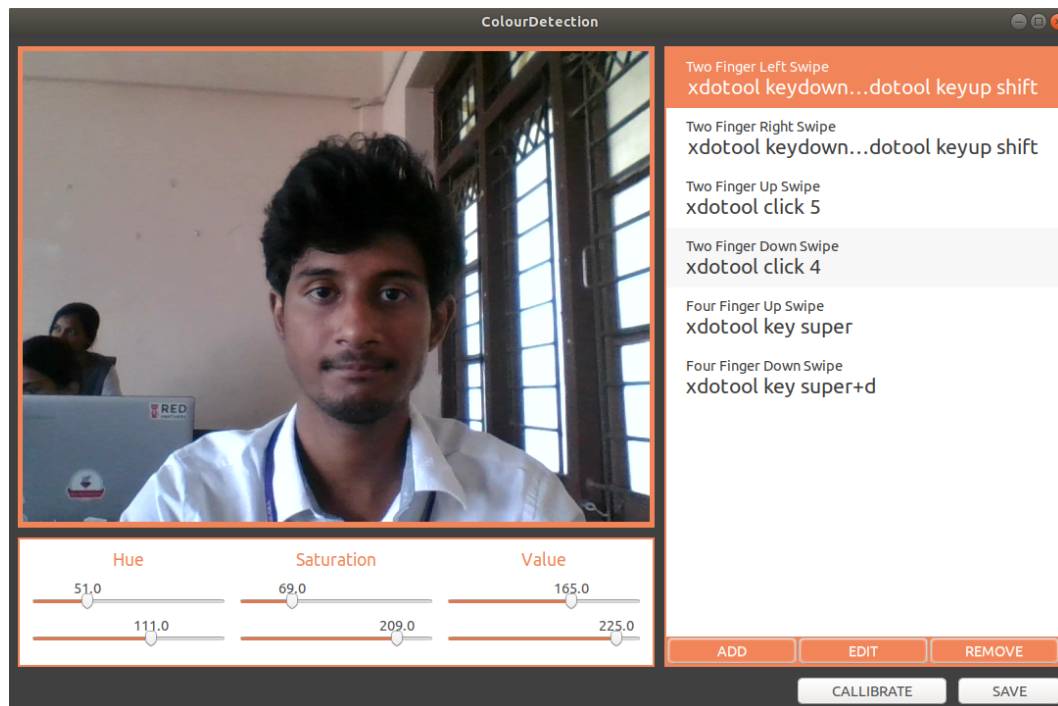 ColourDetection
RED
Hue
Saturation
Value
51.0
69.0
165.0
111.0
209.0
225.0
Two Finger Left Swipe
xdotool keydown...dotool keyup shift
Two Finger Right Swipe
xdotool keydown...dotool keyup shift
Two Finger Up Swipe
xdotool click 5
Two Finger Down Swipe
xdotool click 4
Four Finger Up Swipe
xdotool key super
Four Finger Down Swipe
xdotool key super+d
ADD
EDIT
REMOVE
CALLIBRATE
SAVE